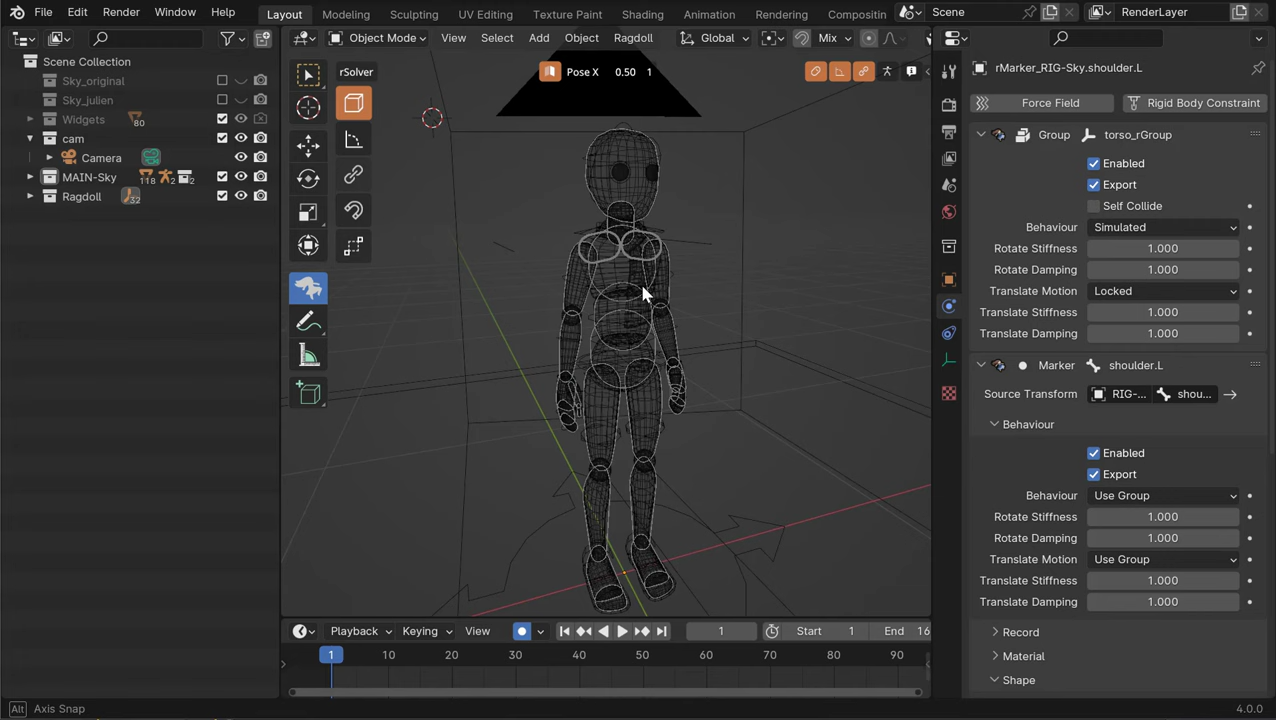 File Edit Render Window Help Layout Modeling Sculpting UV Editing Texture Paint Shading Animation Rendering Compositin Scene RenderLayer
Object Mode View Select Add Object Ragdoll Global Mix
Scene Collection
Sky_original
Sky_julien
Widgets 80
cam
Camera
MAIN-Sky 118 2 2
Ragdoll 32
rSolver
Pose X 0.50 1
rMarker_RIG-Sky.shoulder.L
Force Field Rigid Body Constraint
Group torso_rGroup
Enabled
Export
Self Collide
Behaviour Simulated
Rotate Stiffness 1.000
Rotate Damping 1.000
Translate Motion Locked
Translate Stiffness 1.000
Translate Damping 1.000
Marker shoulder.L
Source Transform RIG-... shou...
Behaviour
Enabled
Export
Behaviour Use Group
Rotate Stiffness 1.000
Rotate Damping 1.000
Translate Motion Use Group
Translate Stiffness 1.000
Translate Damping 1.000
Record
Material
Shape
Playback Keying View 1 Start 1 End 16
1 10 20 30 40 50 60 70 80 90
Alt Axis Snap 4.0.0